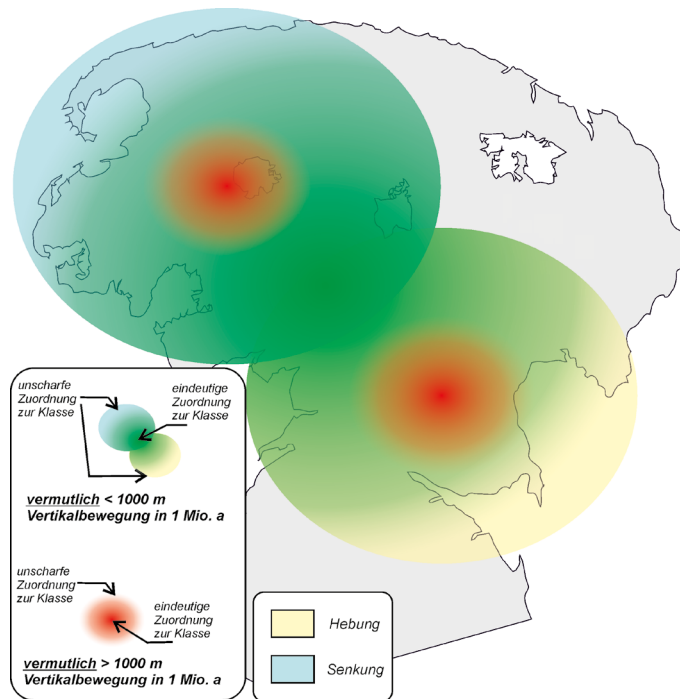 unscharfe
Zuordnung
zur Klasse
eindeutige
Zuordnung
zur Klasse
vermutlich < 1000 m
Vertikalbewegung in 1 Mio. a
unscharfe
Zuordnung
zur Klasse
eindeutige
Zuordnung
zur Klasse
vermutlich > 1000 m
Vertikalbewegung in 1 Mio. a
Hebung
Senkung